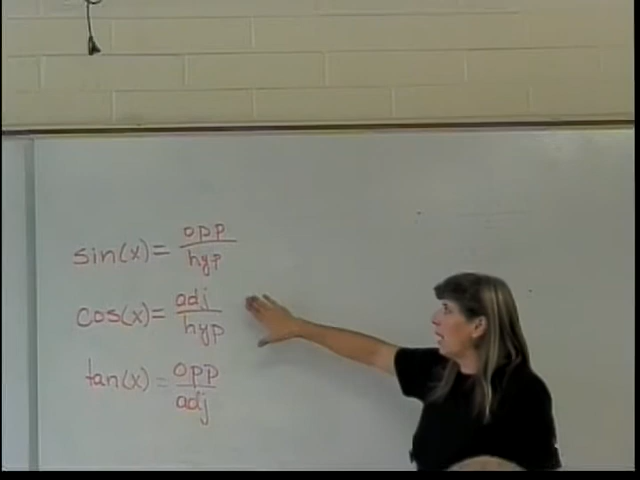 sin(x) = opp/hyp
cos(x) = adj/hyp
tan(x) = opp/adj